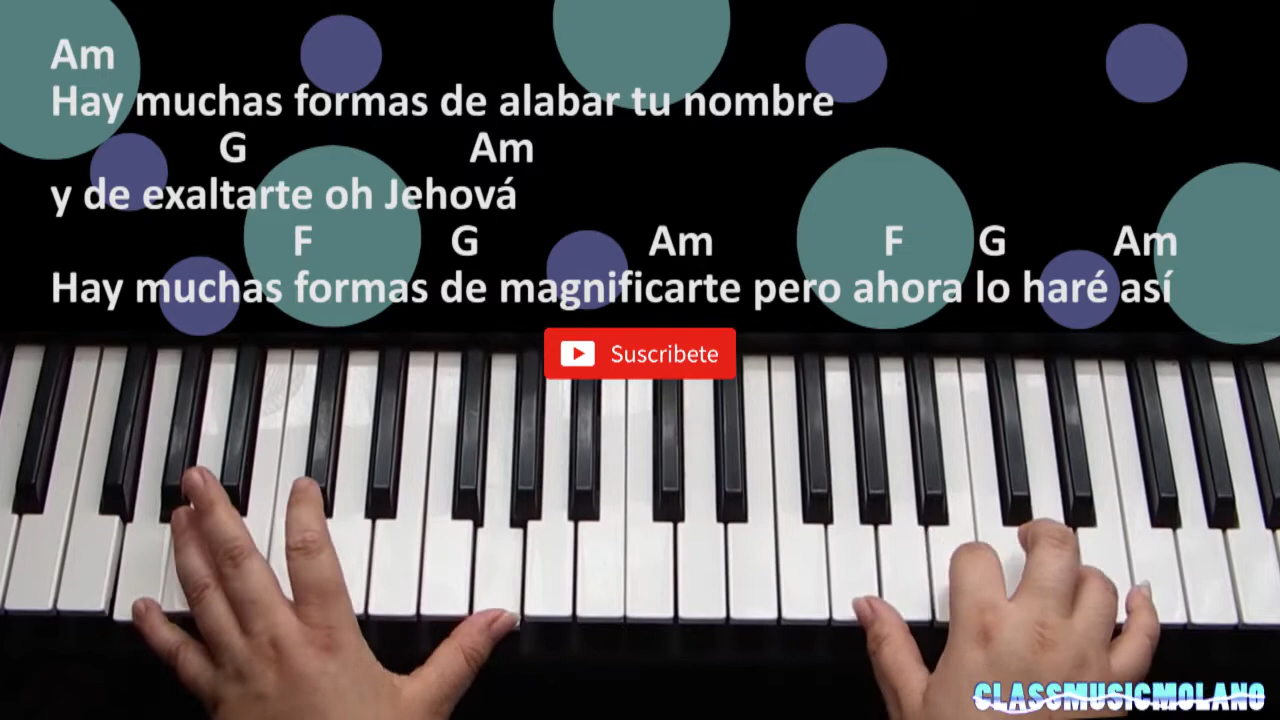 Am
Hay muchas formas de alabar tu nombre
G Am
y de exaltarte oh Jehová
F G Am F G Am
Hay muchas formas de magnificarte pero ahora lo haré así
Suscribete
CLASSMUSICMOLANO